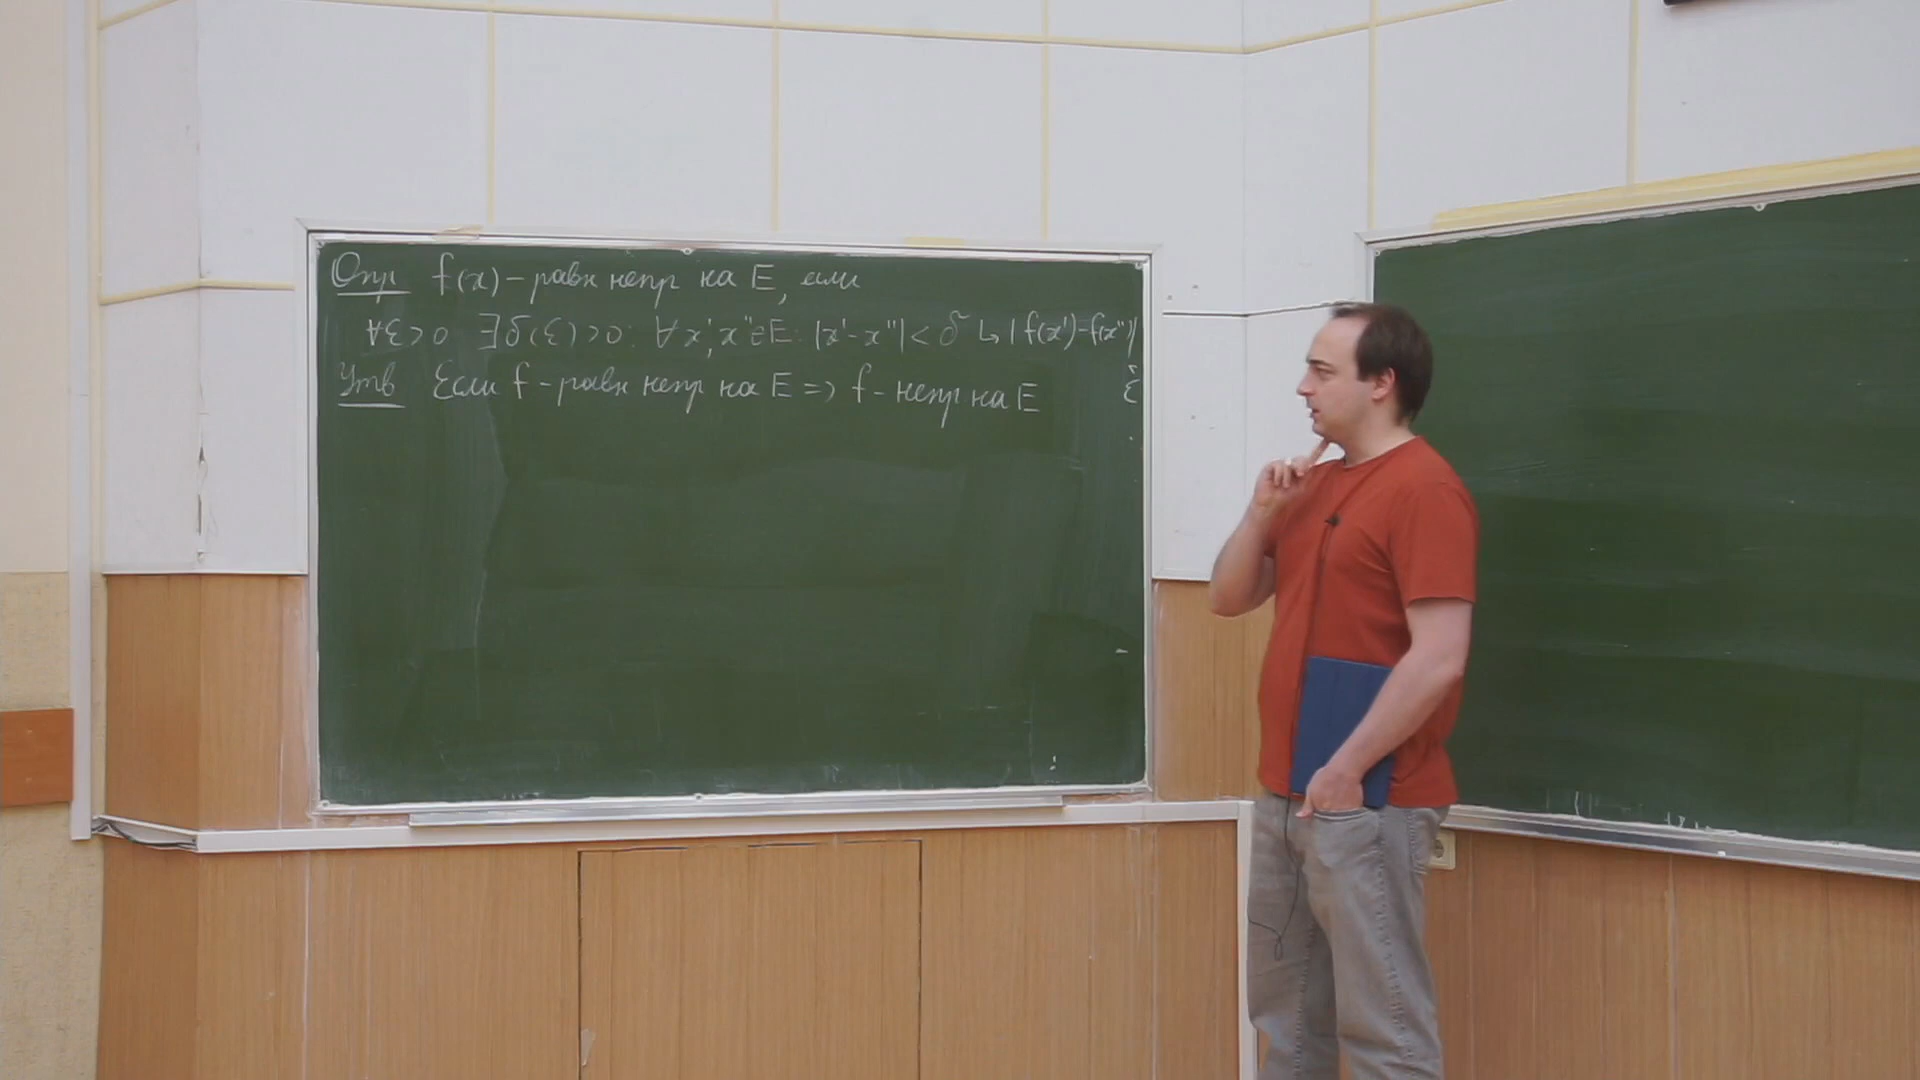 Опр f(x) – равн непр на E, если
∀ε>0 ∃δ(ε)>0: ∀x',x''∈E: |x'-x''|<δ ↳ |f(x')-f(x'')|
< ε
Утв Если f – равн непр на E => f – непр на E